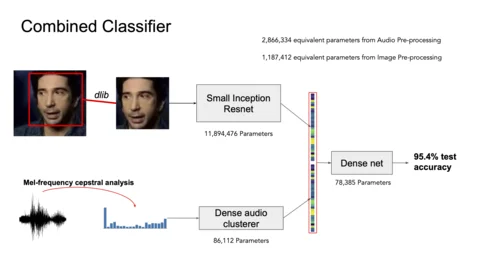 Combined Classifier
2,866,334 equivalent parameters from Audio Pre-processing
1,187,412 equivalent parameters from Image Pre-processing
dlib
Small Inception
Resnet
11,894,476 Parameters
Dense net
95.4% test
accuracy
78,385 Parameters
Mel-frequency cepstral analysis
Dense audio
clusterer
86,112 Parameters